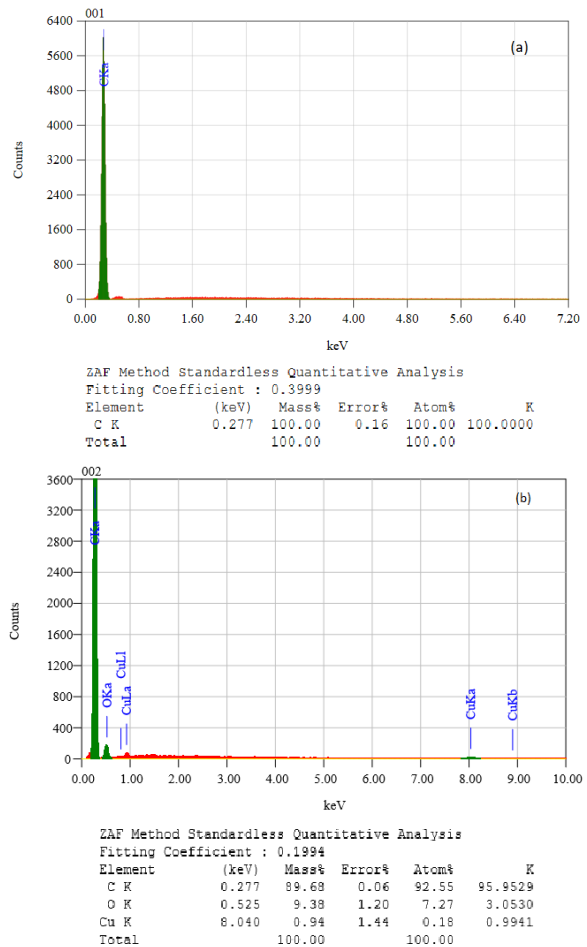 001
(a)
6400
5600
4800
4000
3200
2400
1600
800
0
Counts
CKa
0.00 0.80 1.60 2.40 3.20 4.00 4.80 5.60 6.40 7.20
keV
ZAF Method Standardless Quantitative Analysis
Fitting Coefficient : 0.3999
Element (keV) Mass% Error% Atom% K
C K 0.277 100.00 0.16 100.00 100.0000
Total 100.00 100.00
002
(b)
3600
3200
2800
2400
2000
1600
1200
800
400
0
Counts
CKa
OKa
CuLl
CuLa
CuKa
CuKb
0.00 1.00 2.00 3.00 4.00 5.00 6.00 7.00 8.00 9.00 10.00
keV
ZAF Method Standardless Quantitative Analysis
Fitting Coefficient : 0.1994
Element (keV) Mass% Error% Atom% K
C K 0.277 89.68 0.06 92.55 95.9529
O K 0.525 9.38 1.20 7.27 3.0530
Cu K 8.040 0.94 1.44 0.18 0.9941
Total 100.00 100.00